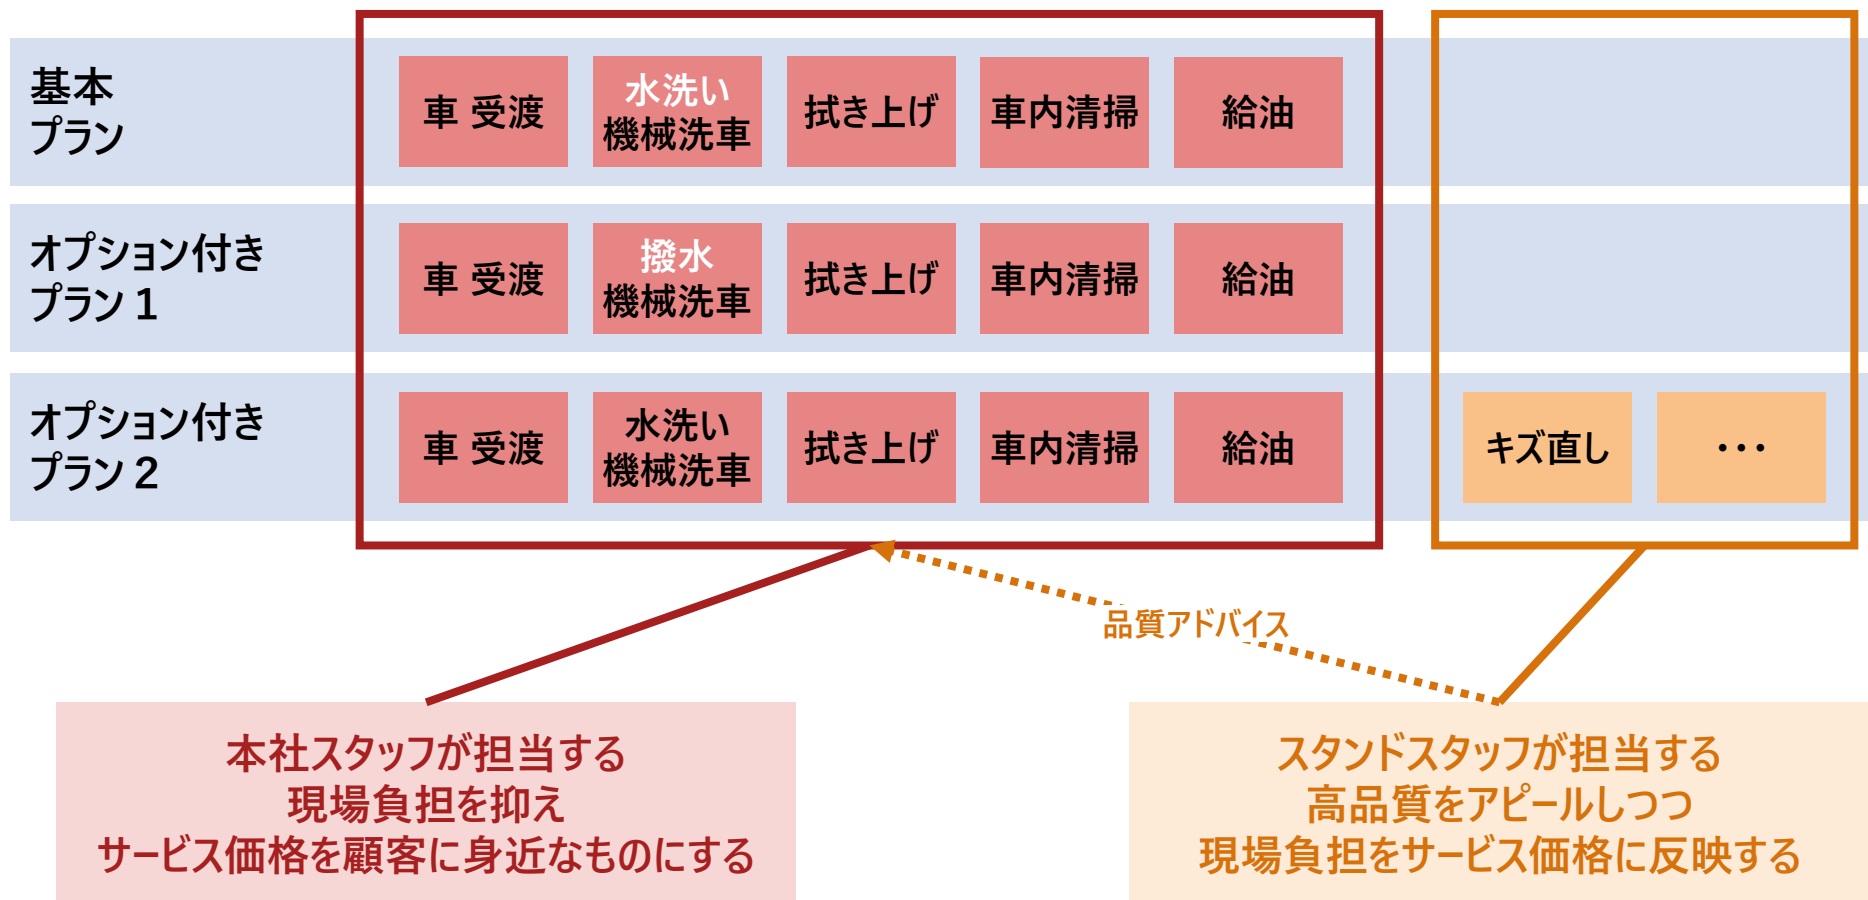 基本
プラン
車 受渡
水洗い
機械洗車
拭き上げ
車内清掃
給油
オプション付き
プラン 1
車 受渡
撥水
機械洗車
拭き上げ
車内清掃
給油
オプション付き
プラン 2
車 受渡
水洗い
機械洗車
拭き上げ
車内清掃
給油
キズ直し
・・・
品質アドバイス
本社スタッフが担当する
現場負担を抑え
サービス価格を顧客に身近なものにする
スタンドスタッフが担当する
高品質をアピールしつつ
現場負担をサービス価格に反映する